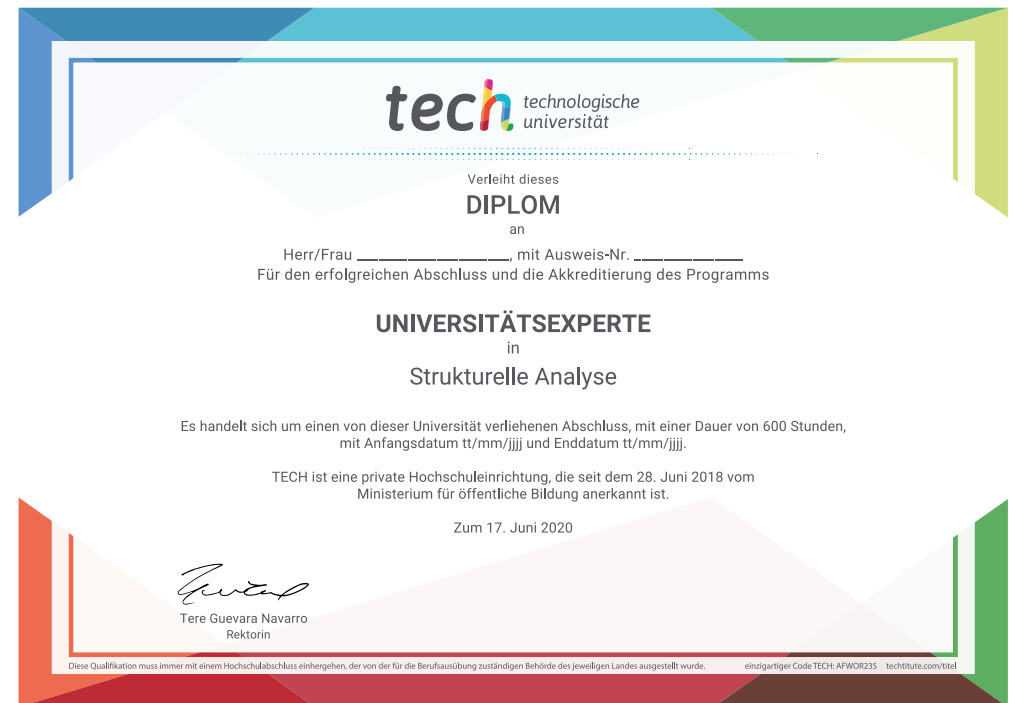 tech technologische
universität
Verleiht dieses
DIPLOM
an
Herr/Frau __________________, mit Ausweis-Nr. _____________
Für den erfolgreichen Abschluss und die Akkreditierung des Programms
UNIVERSITÄTSEXPERTE
in
Strukturelle Analyse
Es handelt sich um einen von dieser Universität verliehenen Abschluss, mit einer Dauer von 600 Stunden,
mit Anfangsdatum tt/mm/jjjj und Enddatum tt/mm/jjjj.
TECH ist eine private Hochschuleinrichtung, die seit dem 28. Juni 2018 vom
Ministerium für öffentliche Bildung anerkannt ist.
Zum 17. Juni 2020
Tere Guevara Navarro
Rektorin
Diese Qualifikation muss immer mit einem Hochschulabschluss einhergehen, der von der für die Berufsausübung zuständigen Behörde des jeweiligen Landes ausgestellt wurde. einzigartiger Code TECH: AFWOR23S techtitute.com/titel